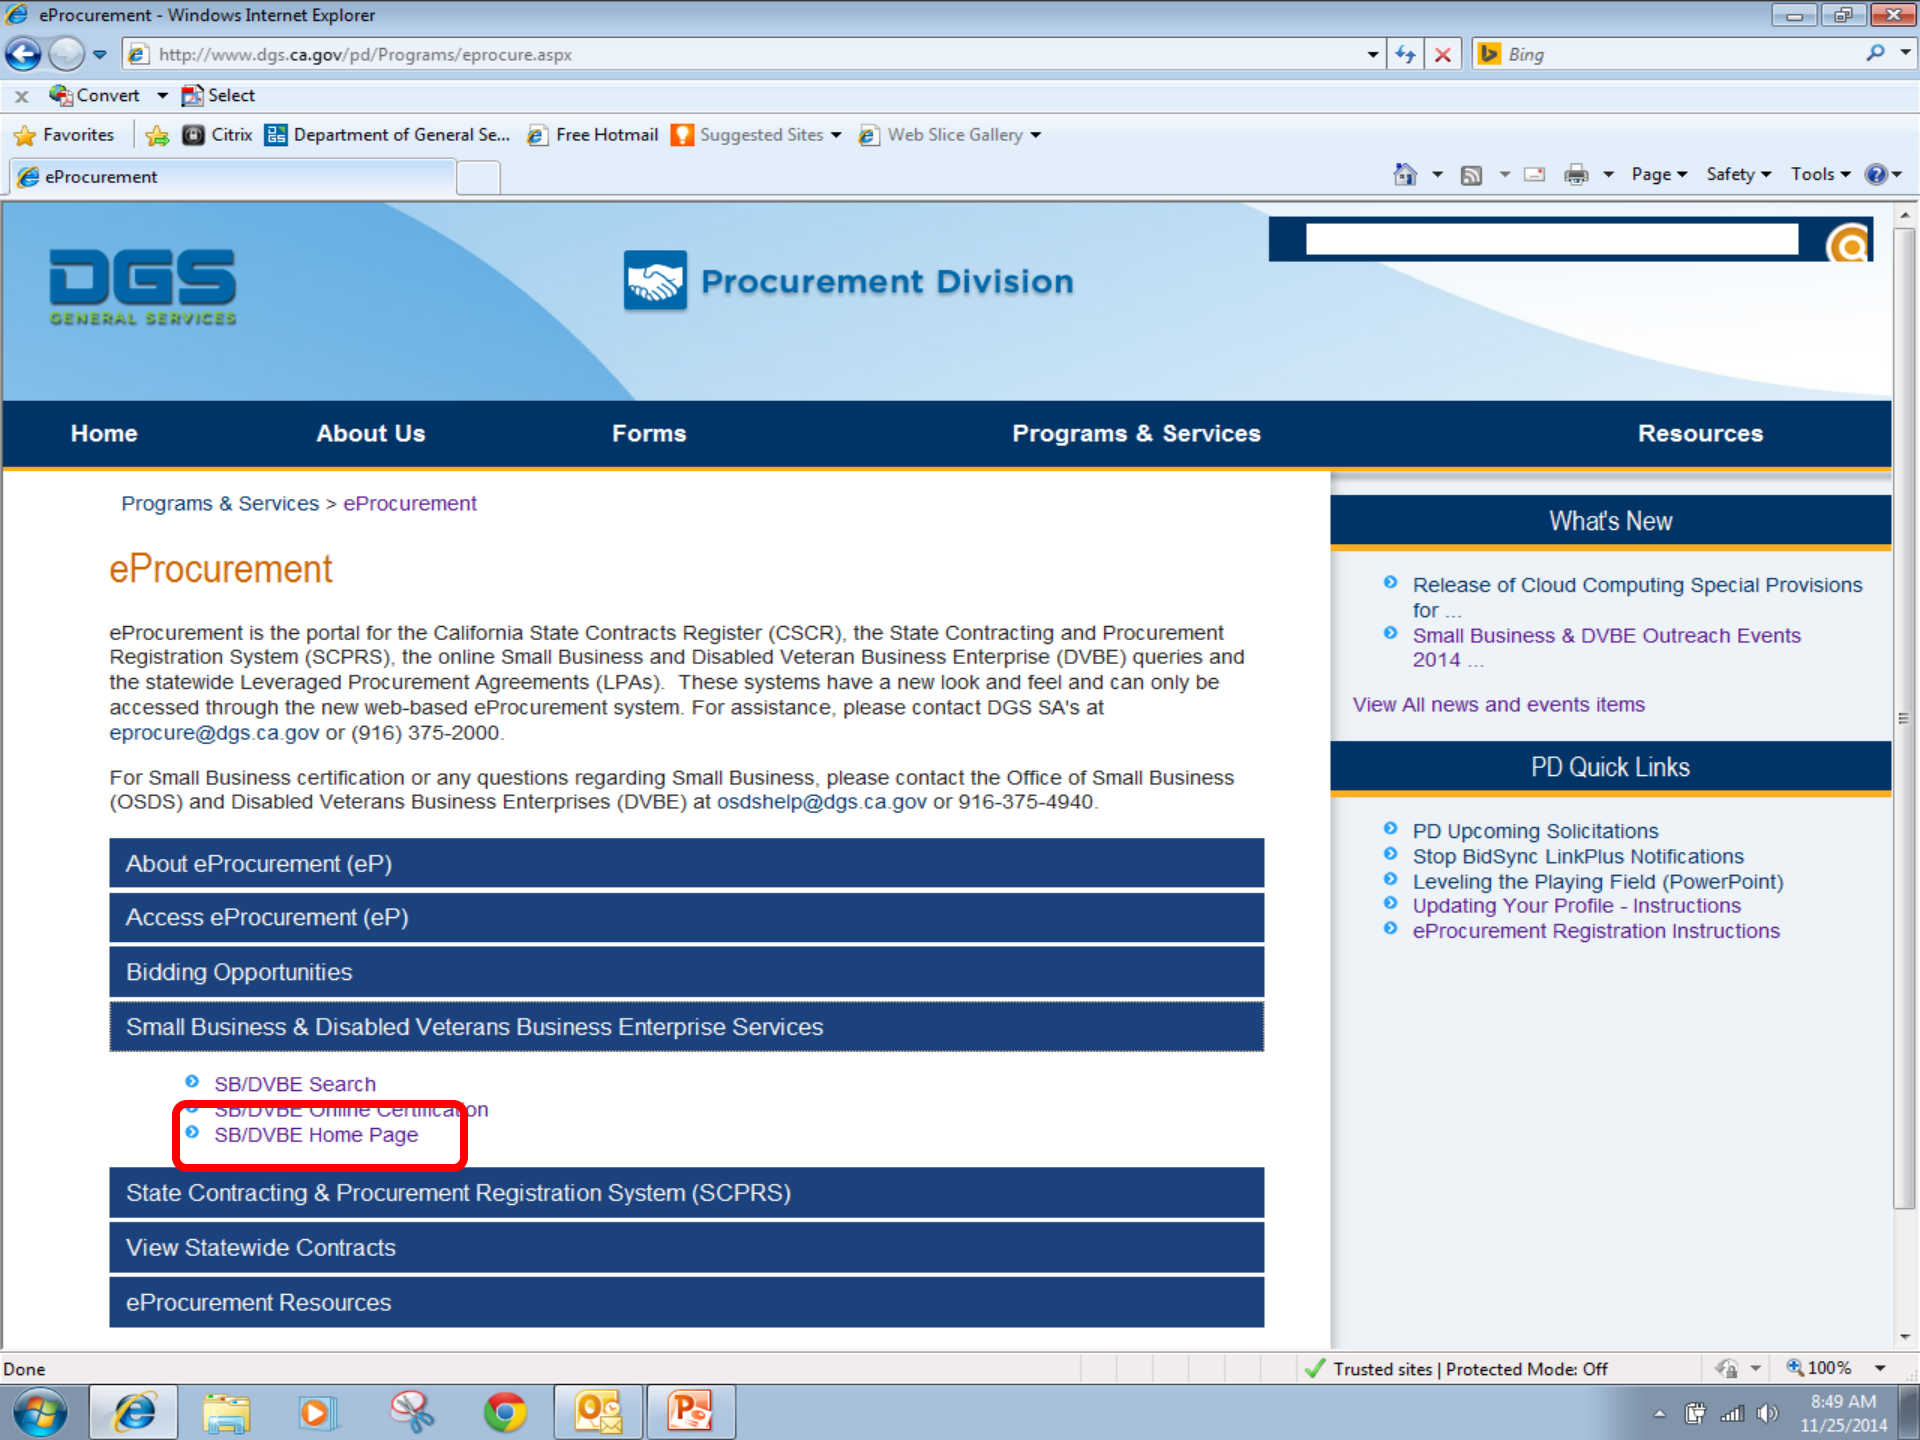 eProcurement - Windows Internet Explorer
http://www.dgs.ca.gov/pd/Programs/eprocure.aspx
Bing
x Convert Select
Favorites Citrix Department of General Se... Free Hotmail Suggested Sites Web Slice Gallery
eProcurement
Page Safety Tools
DGS
GENERAL SERVICES
Procurement Division
Home About Us Forms Programs & Services Resources
Programs & Services > eProcurement
eProcurement
eProcurement is the portal for the California State Contracts Register (CSCR), the State Contracting and Procurement
Registration System (SCPRS), the online Small Business and Disabled Veteran Business Enterprise (DVBE) queries and
the statewide Leveraged Procurement Agreements (LPAs).  These systems have a new look and feel and can only be
accessed through the new web-based eProcurement system. For assistance, please contact DGS SA's at
eprocure@dgs.ca.gov or (916) 375-2000.
For Small Business certification or any questions regarding Small Business, please contact the Office of Small Business
(OSDS) and Disabled Veterans Business Enterprises (DVBE) at osdshelp@dgs.ca.gov or 916-375-4940.
About eProcurement (eP)
Access eProcurement (eP)
Bidding Opportunities
Small Business & Disabled Veterans Business Enterprise Services
SB/DVBE Search
SB/DVBE Online Certification
SB/DVBE Home Page
State Contracting & Procurement Registration System (SCPRS)
View Statewide Contracts
eProcurement Resources
What's New
Release of Cloud Computing Special Provisions
for ...
Small Business & DVBE Outreach Events
2014 ...
View All news and events items
PD Quick Links
PD Upcoming Solicitations
Stop BidSync LinkPlus Notifications
Leveling the Playing Field (PowerPoint)
Updating Your Profile - Instructions
eProcurement Registration Instructions
Done
Trusted sites | Protected Mode: Off
100%
8:49 AM
11/25/2014